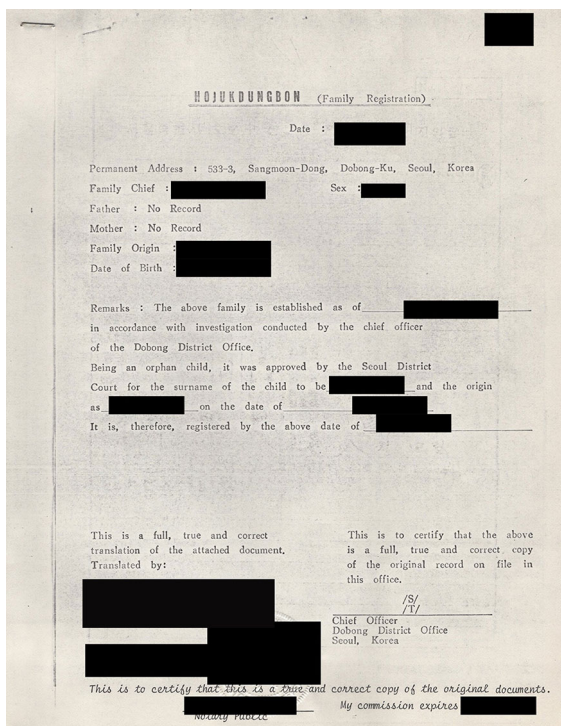 HOJUKDUNGBON (Family Registration)
Date :
Permanent Address : 533-3, Sangmoon-Dong, Dobong-Ku, Seoul, Korea
Family Chief : Sex :
Father : No Record
Mother : No Record
Family Origin :
Date of Birth :
Remarks : The above family is established as of
in accordance with investigation conducted by the chief officer
of the Dobong District Office.
Being an orphan child, it was approved by the Seoul District
Court for the surname of the child to be and the origin
as on the date of
It is, therefore, registered by the above date of
This is a full, true and correct
translation of the attached document.
Translated by:
This is to certify that the above
is a full, true and correct copy
of the original record on file in
this office.
/S/
/T/
Chief Officer
Dobong District Office
Seoul, Korea
This is to certify that this is a true and correct copy of the original documents.
My commission expires
Notary Public